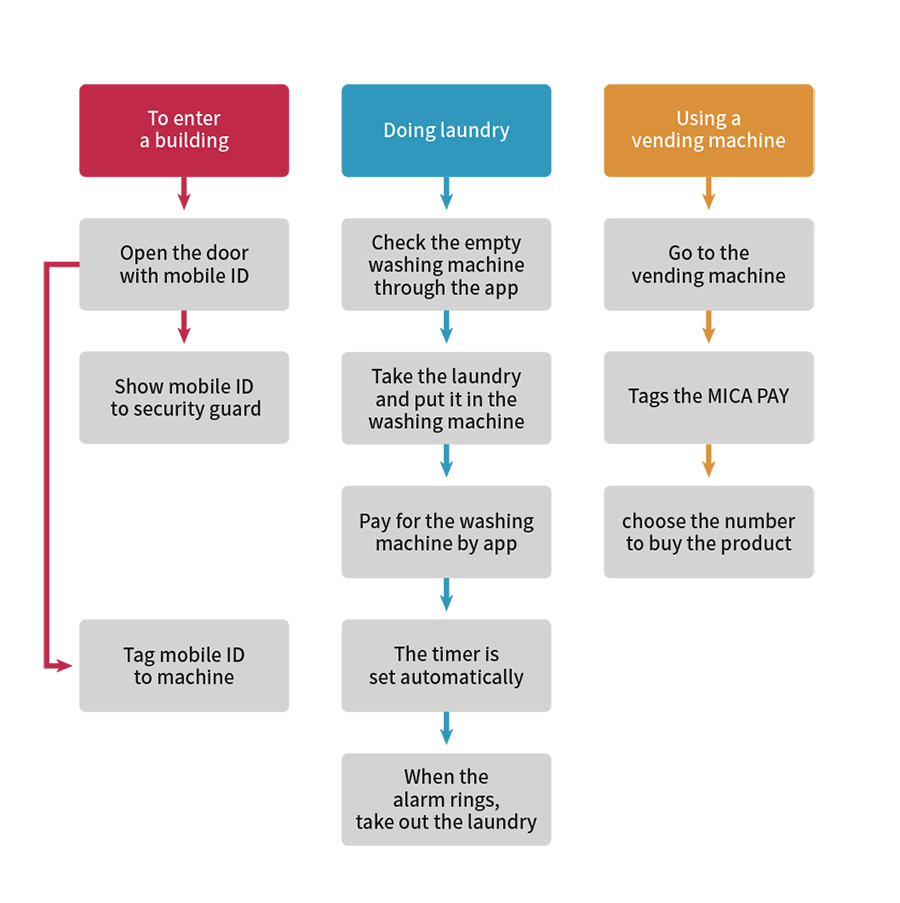 To enter
a building
Open the door
with mobile ID
Show mobile ID
to security guard
Tag mobile ID
to machine
Doing laundry
Check the empty
washing machine
through the app
Take the laundry
and put it in the
washing machine
Pay for the washing
machine by app
The timer is
set automatically
When the
alarm rings,
take out the laundry
Using a
vending machine
Go to the
vending machine
Tags the MICA PAY
choose the number
to buy the product